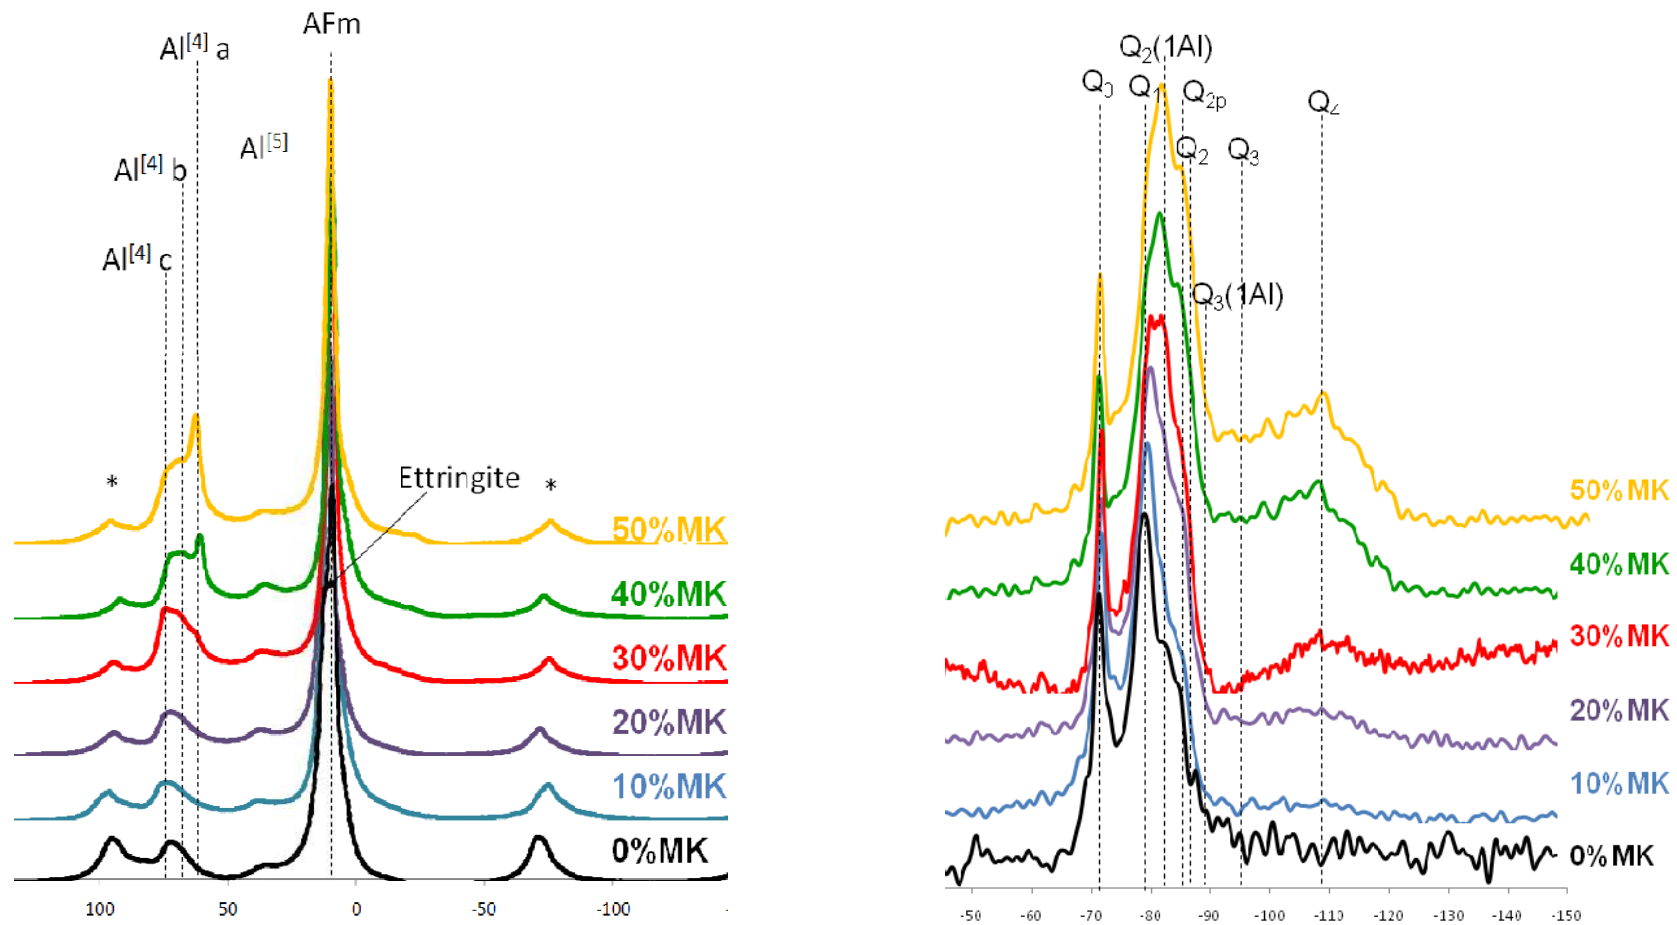 AFm
Al[4] a
Al[5]
Al[4] b
Al[4] c
Ettringite
*
*
50%MK
40%MK
30%MK
20%MK
10%MK
0%MK
100 50 0 -50 -100
Q2(1Al)
Q0 Q1 Q2p Q4
Q2 Q3
Q3(1Al)
50%MK
40%MK
30%MK
20%MK
10%MK
0%MK
-50 -60 -70 -80 -90 -100 -110 -120 -130 -140 -150